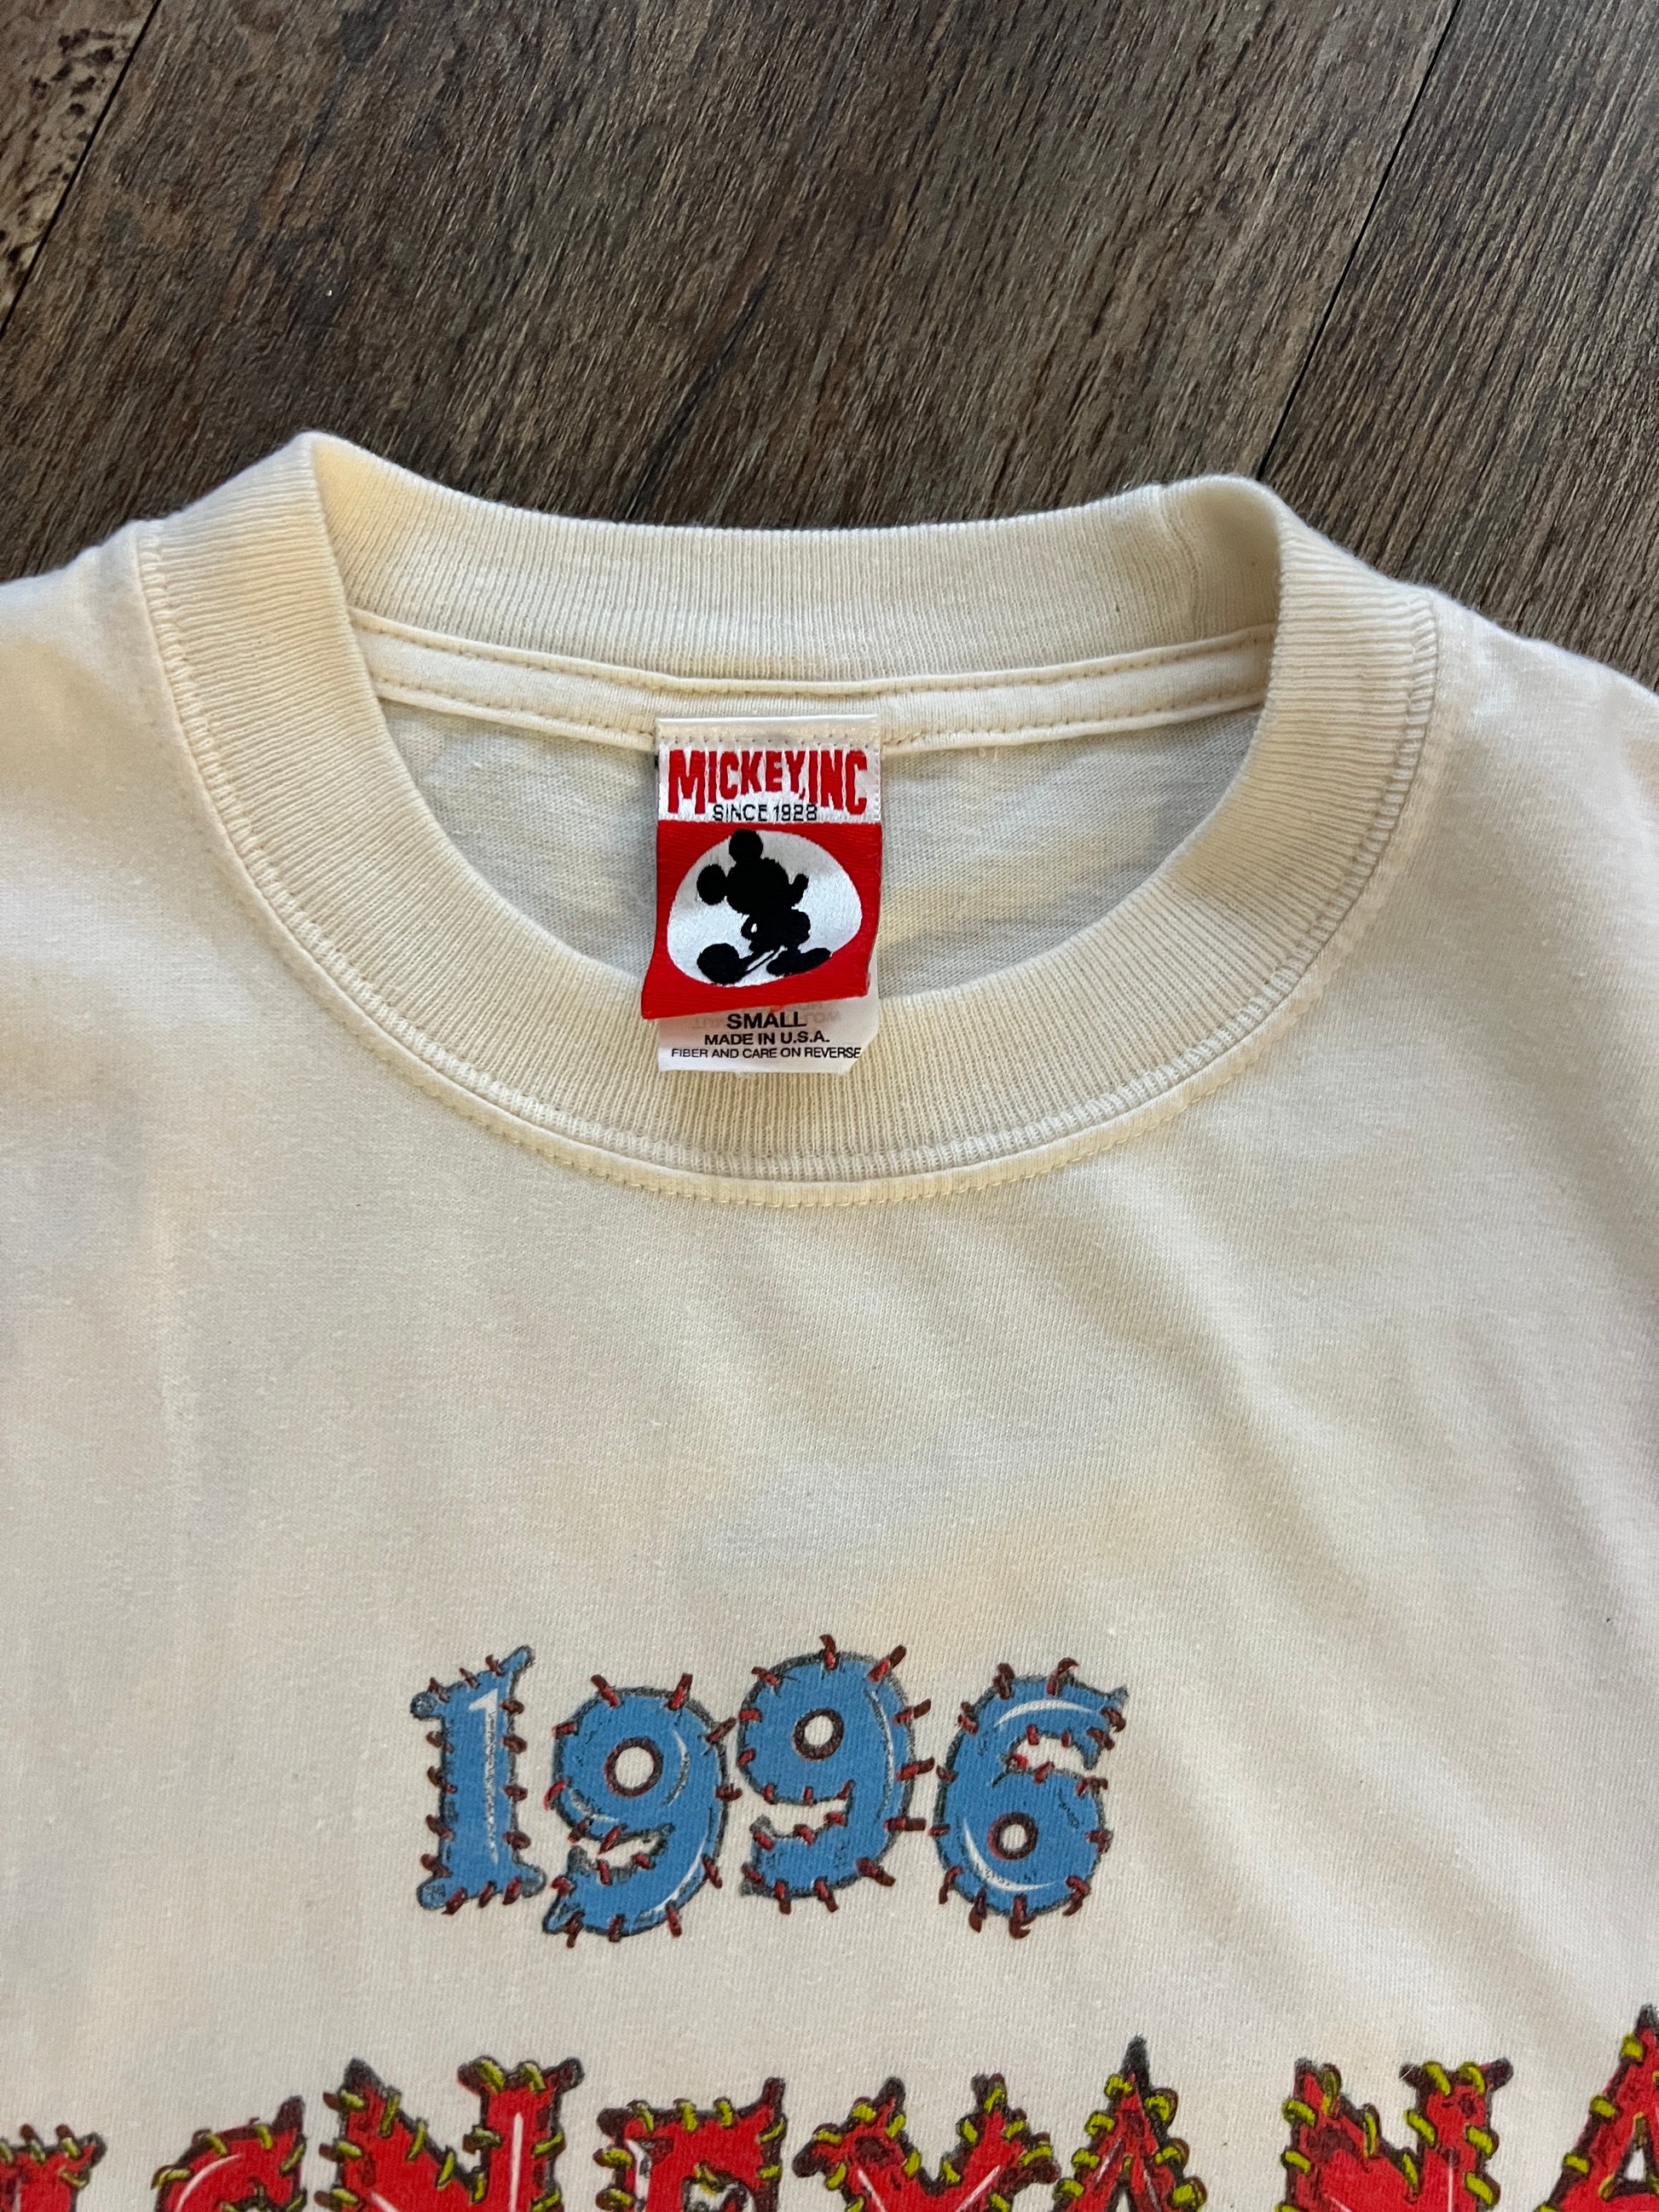 MICKEY, INC
SINCE 1928
SMALL
MADE IN U.S.A.
FIBER AND CARE ON REVERSE
1996